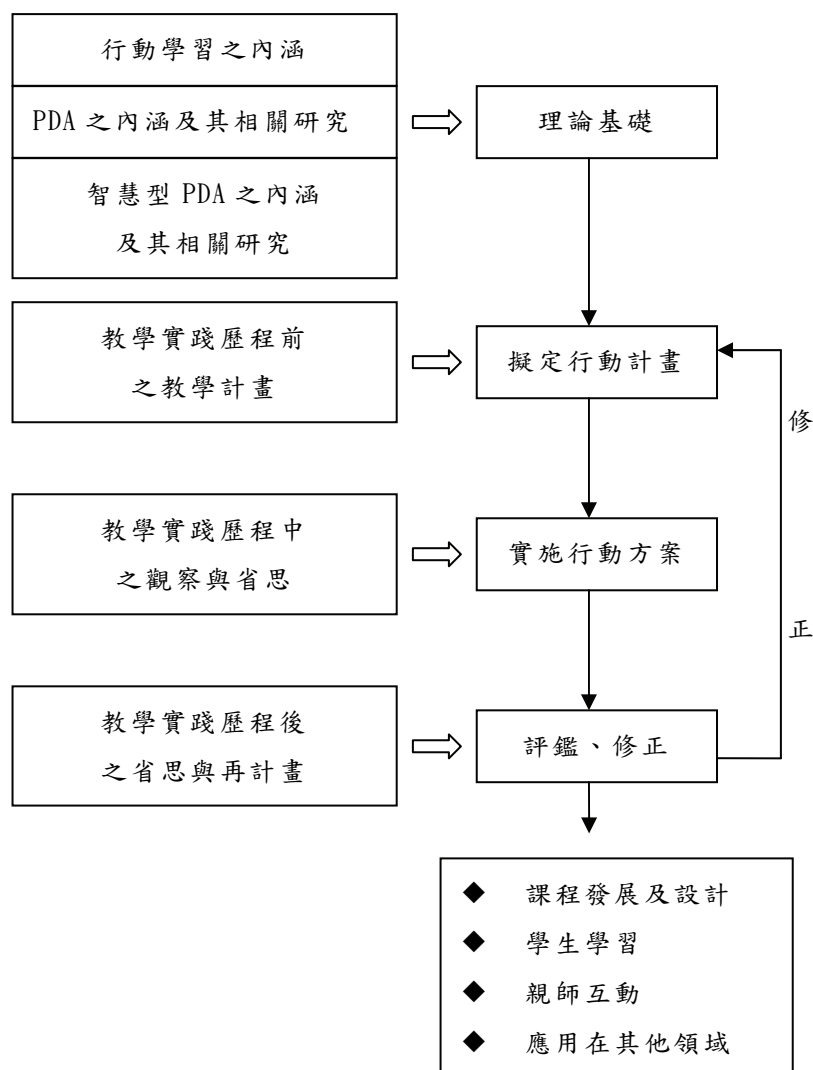 行動學習之內涵
PDA之內涵及其相關研究
理論基礎
智慧型 PDA 之內涵
及其相關研究
教學實踐歷程前
之教學計畫
擬定行動計畫
修
正
教學實踐歷程中
之觀察與省思
實施行動方案
教學實踐歷程後
之省思與再計畫
評鑑、修正
◆ 課程發展及設計
◆ 學生學習
◆ 親師互動
◆ 應用在其他領域